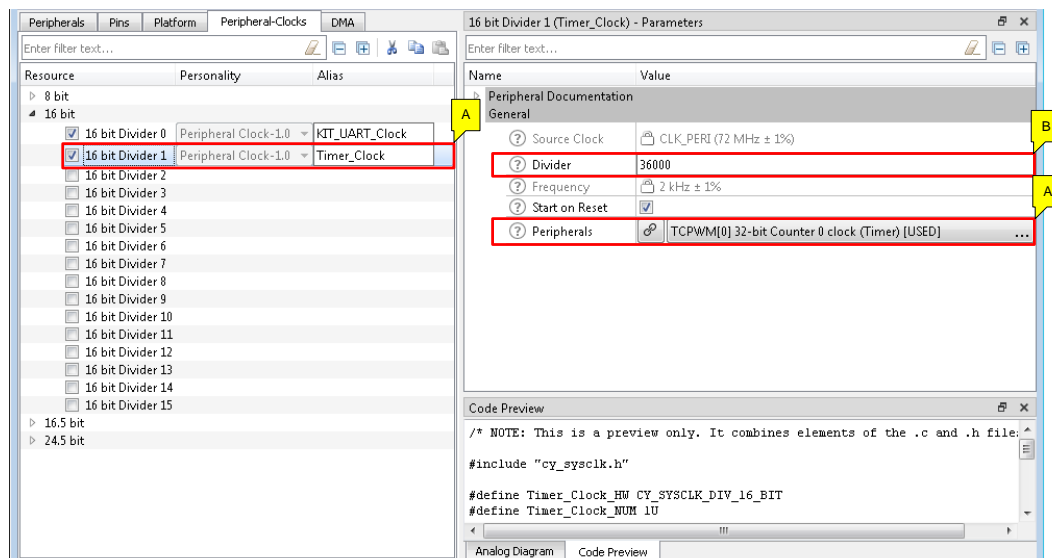 Peripherals Pins Platform Peripheral-Clocks DMA
Enter filter text...
Resource Personality Alias
8 bit
16 bit
16 bit Divider 0 Peripheral Clock-1.0 KIT_UART_Clock
16 bit Divider 1 Peripheral Clock-1.0 Timer_Clock
16 bit Divider 2
16 bit Divider 3
16 bit Divider 4
16 bit Divider 5
16 bit Divider 6
16 bit Divider 7
16 bit Divider 8
16 bit Divider 9
16 bit Divider 10
16 bit Divider 11
16 bit Divider 12
16 bit Divider 13
16 bit Divider 14
16 bit Divider 15
16.5 bit
24.5 bit
A
16 bit Divider 1 (Timer_Clock) - Parameters
Enter filter text...
Name Value
Peripheral Documentation
General
Source Clock CLK_PERI (72 MHz ± 1%)
B
Divider 36000
Frequency 2 kHz ± 1%
A
Start on Reset
Peripherals TCPWM[0] 32-bit Counter 0 clock (Timer) [USED] ...
Code Preview
/* NOTE: This is a preview only. It combines elements of the .c and .h file:
#include "cy_sysclk.h"
#define Timer_Clock_HW CY_SYSCLK_DIV_16_BIT
#define Timer_Clock_NUM 1U
Analog Diagram Code Preview